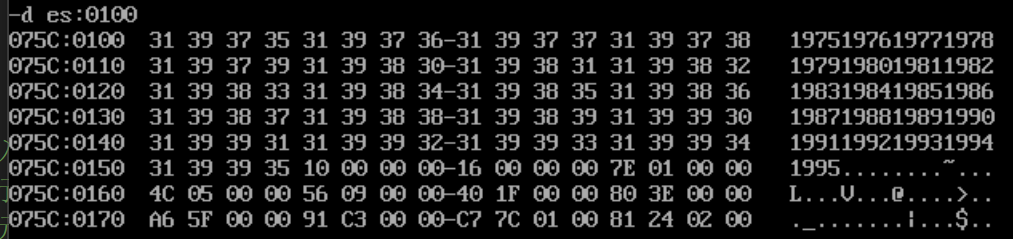 -d es:0100
075C:0100  31 39 37 35 31 39 37 36-31 39 37 37 31 39 37 38   1975197619771978
075C:0110  31 39 37 39 31 39 38 30-31 39 38 31 31 39 38 32   1979198019811982
075C:0120  31 39 38 33 31 39 38 34-31 39 38 35 31 39 38 36   1983198419851986
075C:0130  31 39 38 37 31 39 38 38-31 39 38 39 31 39 39 30   1987198819891990
075C:0140  31 39 39 31 31 39 39 32-31 39 39 33 31 39 39 34   1991199219931994
075C:0150  31 39 39 35 10 00 00 00-16 00 00 00 7E 01 00 00   1995........~...
075C:0160  4C 05 00 00 56 09 00 00-40 1F 00 00 80 3E 00 00   L...V...@....>..
075C:0170  A6 5F 00 00 91 C3 00 00-C7 7C 01 00 81 24 02 00   ._.......|...$..